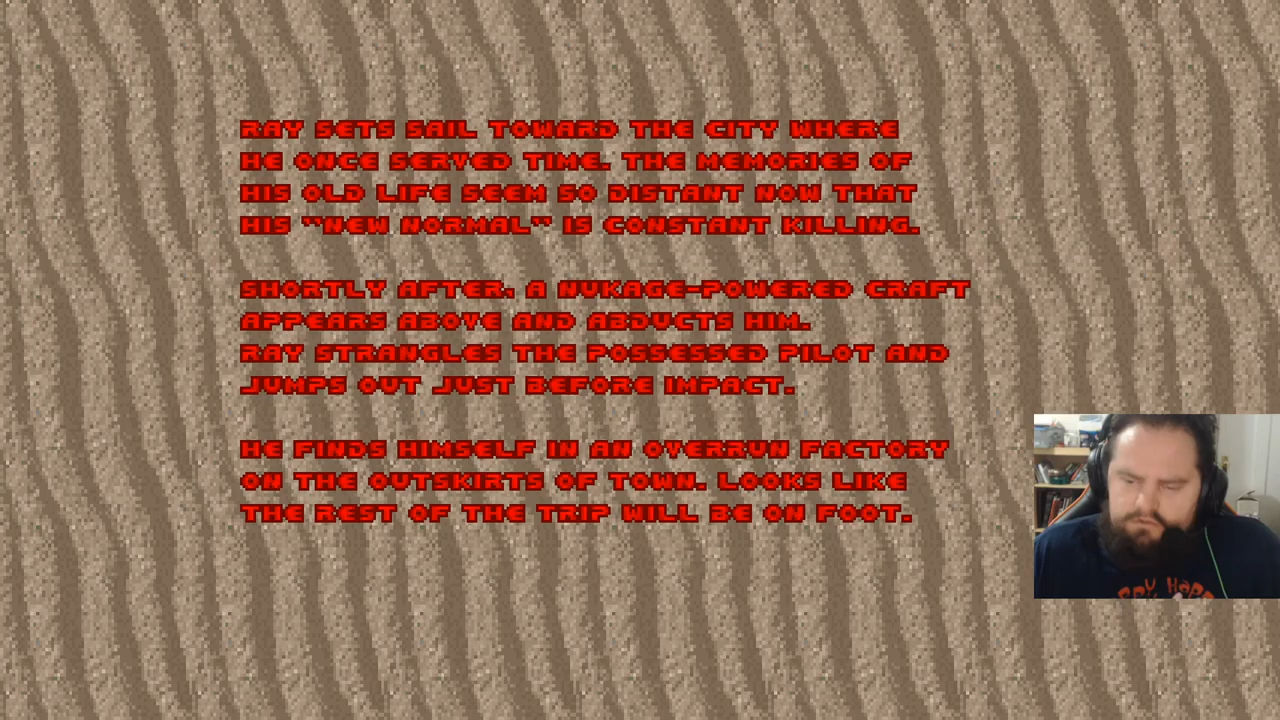 RAY SETS SAIL TOWARD THE CITY WHERE
HE ONCE SERVED TIME. THE MEMORIES OF
HIS OLD LIFE SEEM SO DISTANT NOW THAT
HIS "NEW NORMAL" IS CONSTANT KILLING.
SHORTLY AFTER, A NUKAGE-POWERED CRAFT
APPEARS ABOVE AND ABDUCTS HIM.
RAY STRANGLES THE POSSESSED PILOT AND
JUMPS OUT JUST BEFORE IMPACT.
HE FINDS HIMSELF IN AN OVERRUN FACTORY
ON THE OUTSKIRTS OF TOWN. LOOKS LIKE
THE REST OF THE TRIP WILL BE ON FOOT.